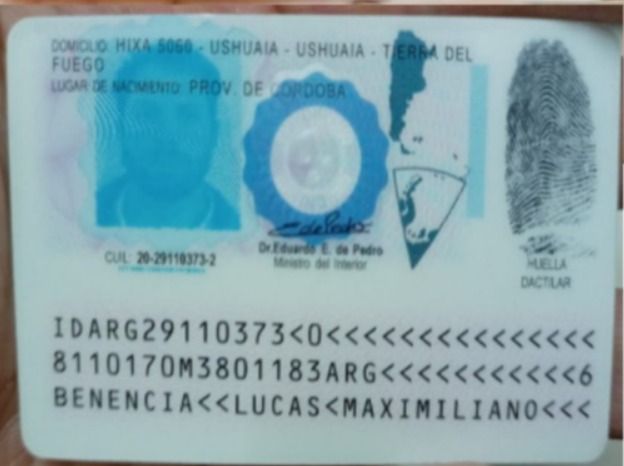 DOMICILIO: HIXA 5060 - USHUAIA - USHUAIA - TIERRA DEL
FUEGO
LUGAR DE NACIMIENTO: PROV. DE CORDOBA
CUIL: 20-29110373-2
Dr.Eduardo E. de Pedro
Ministro del Interior
HUELLA
DACTILAR
IDARG29110373<0<<<<<<<<<<<<<<<
8110170M3801183ARG<<<<<<<<<<<6
BENENCIA<<LUCAS<MAXIMILIANO<<<